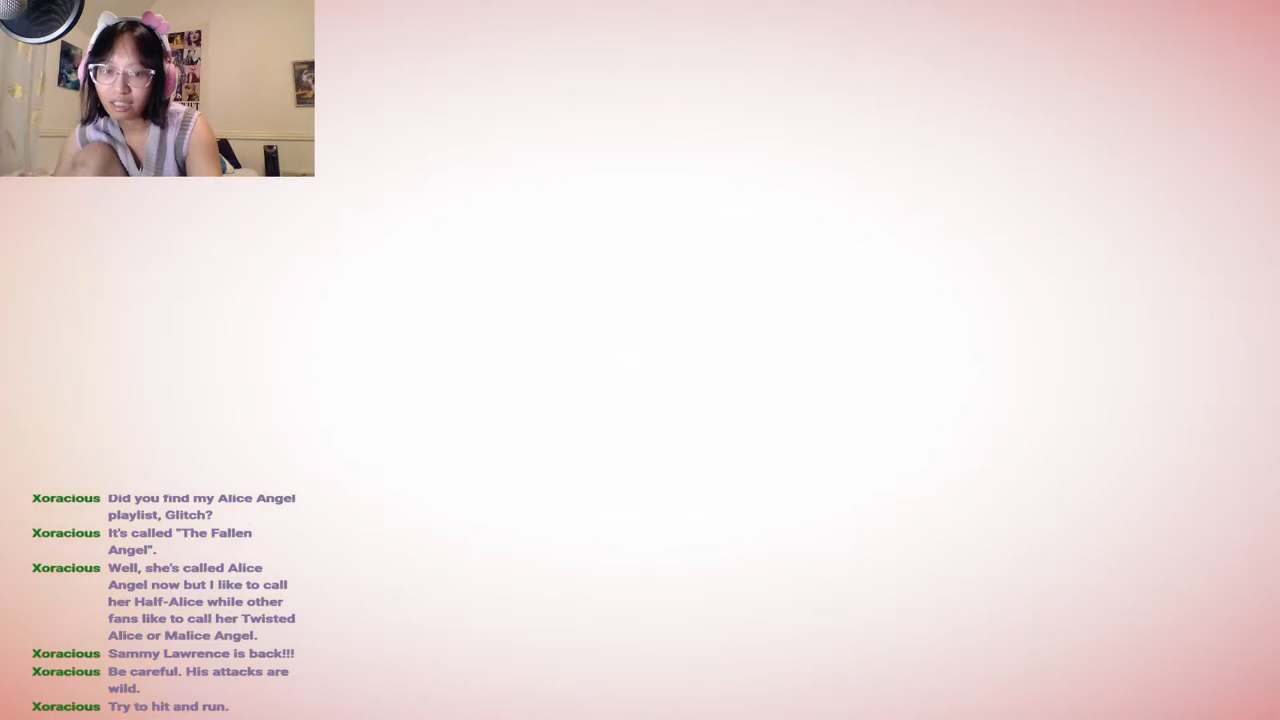 Xoracious Did you find my Alice Angel
playlist, Glitch?
Xoracious It's called "The Fallen
Angel".
Xoracious Well, she's called Alice
Angel now but I like to call
her Half-Alice while other
fans like to call her Twisted
Alice or Malice Angel.
Xoracious Sammy Lawrence is back!!!
Xoracious Be careful. His attacks are
wild.
Xoracious Try to hit and run.